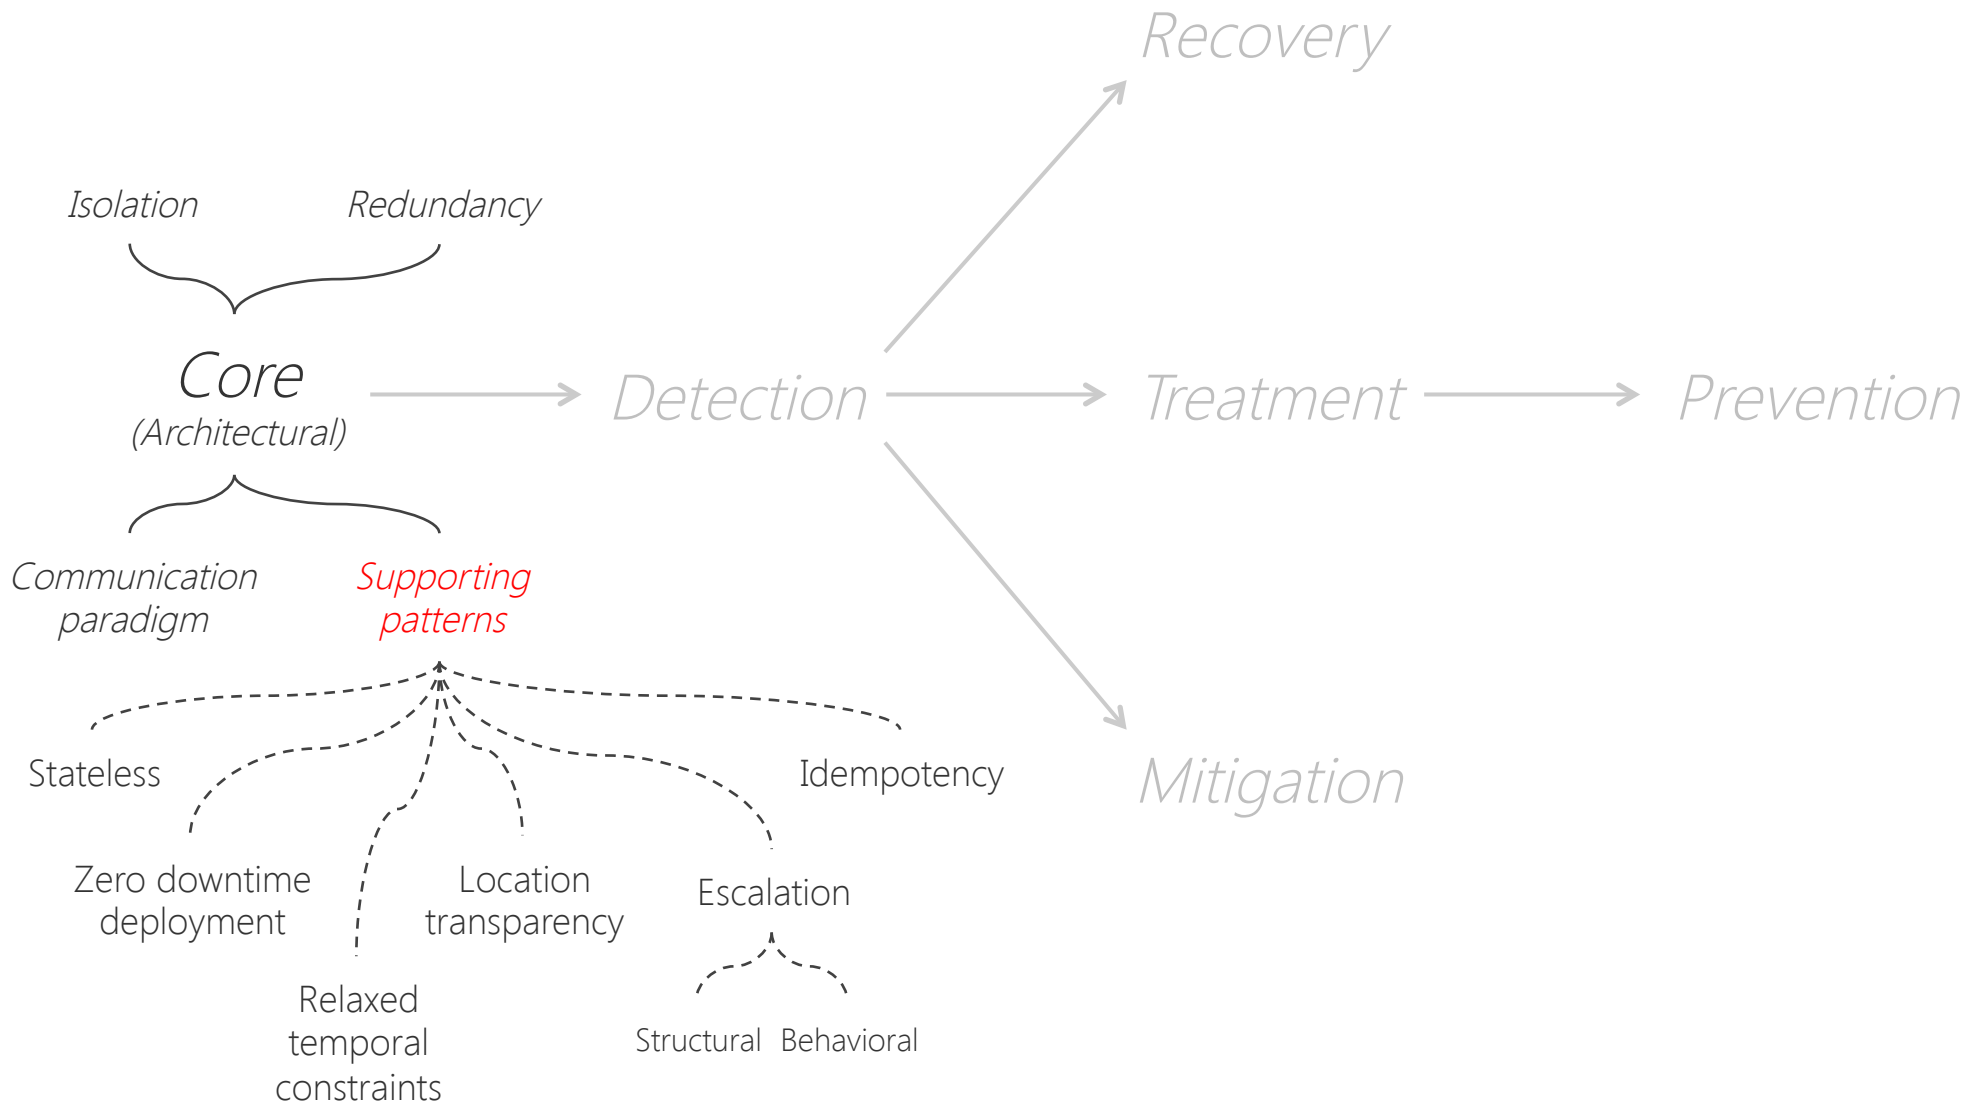 Recovery
Isolation
Redundancy
Core
(Architectural)
Detection
Treatment
Prevention
Communication
paradigm
Supporting
patterns
Stateless
Idempotency
Mitigation
Zero downtime
deployment
Location
transparency
Escalation
Relaxed
temporal
constraints
Structural
Behavioral